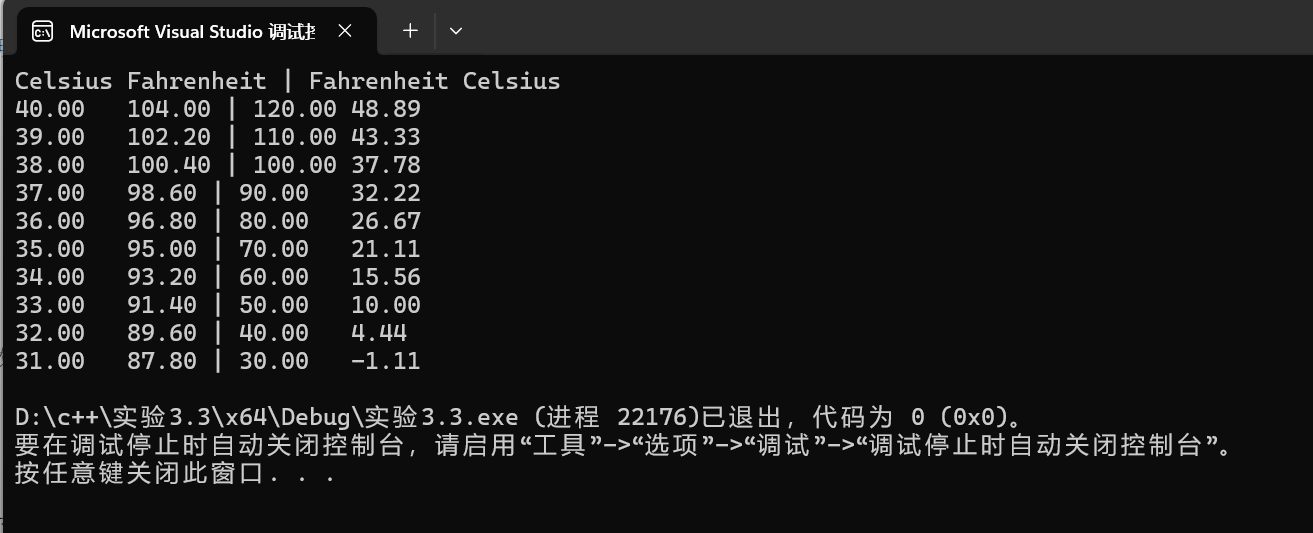 Microsoft Visual Studio 调试控
Celsius Fahrenheit | Fahrenheit Celsius
40.00   104.00 | 120.00 48.89
39.00   102.20 | 110.00 43.33
38.00   100.40 | 100.00 37.78
37.00   98.60 | 90.00   32.22
36.00   96.80 | 80.00   26.67
35.00   95.00 | 70.00   21.11
34.00   93.20 | 60.00   15.56
33.00   91.40 | 50.00   10.00
32.00   89.60 | 40.00   4.44
31.00   87.80 | 30.00   -1.11
D:\c++\实验3.3\x64\Debug\实验3.3.exe (进程 22176)已退出，代码为 0 (0x0)。
要在调试停止时自动关闭控制台，请启用“工具”->“选项”->“调试”->“调试停止时自动关闭控制台”。
按任意键关闭此窗口. . .